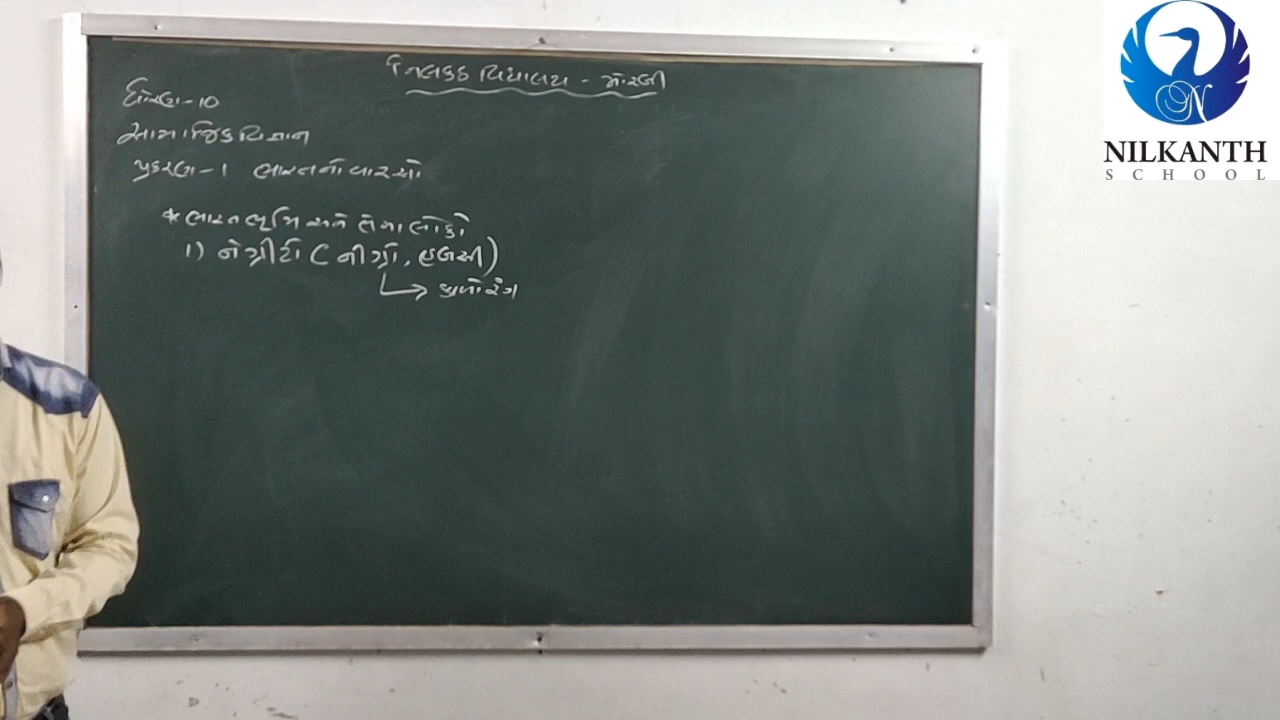 નિલકંઠ વિદ્યાલય - મોરબી
ધોરણ-10
સામાજિક વિજ્ઞાન
પ્રકરણ-1 ભારતનો વારસો
* ભારતભૂમિ અને તેના લોકો
1) નેગ્રીટો (નીગ્રો, હબસી)
કાળો રંગ
N
NILKANTH
SCHOOL